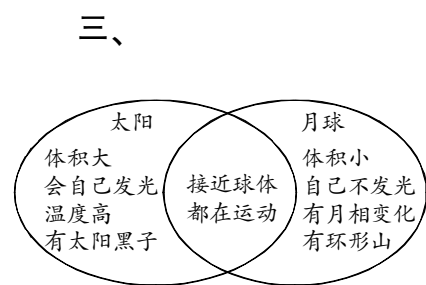 三、
太阳
体积大
会自己发光
温度高
有太阳黑子
接近球体
都在运动
月球
体积小
自己不发光
有月相变化
有环形山